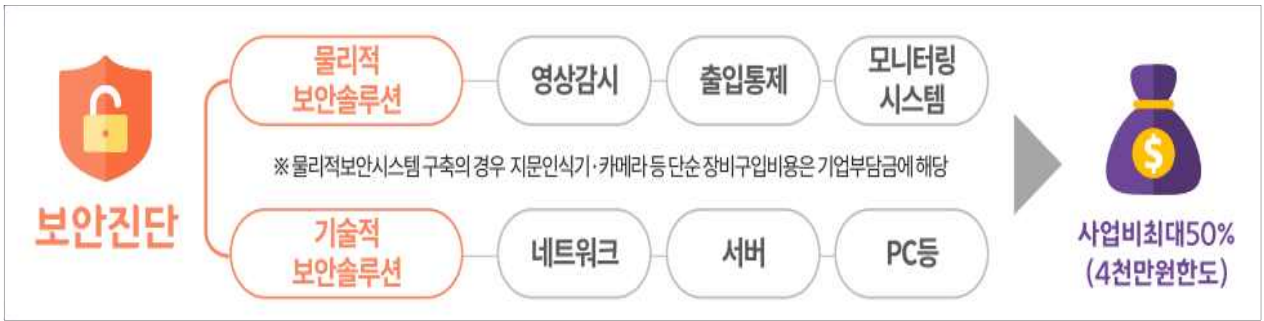 보안진단
물리적
보안솔루션
영상감시
출입통제
모니터링
시스템
※ 물리적보안시스템 구축의 경우 지문인식기·카메라 등 단순 장비구입비용은 기업부담금에 해당
기술적
보안솔루션
네트워크
서버
PC등
$
사업비최대50%
(4천만원한도)